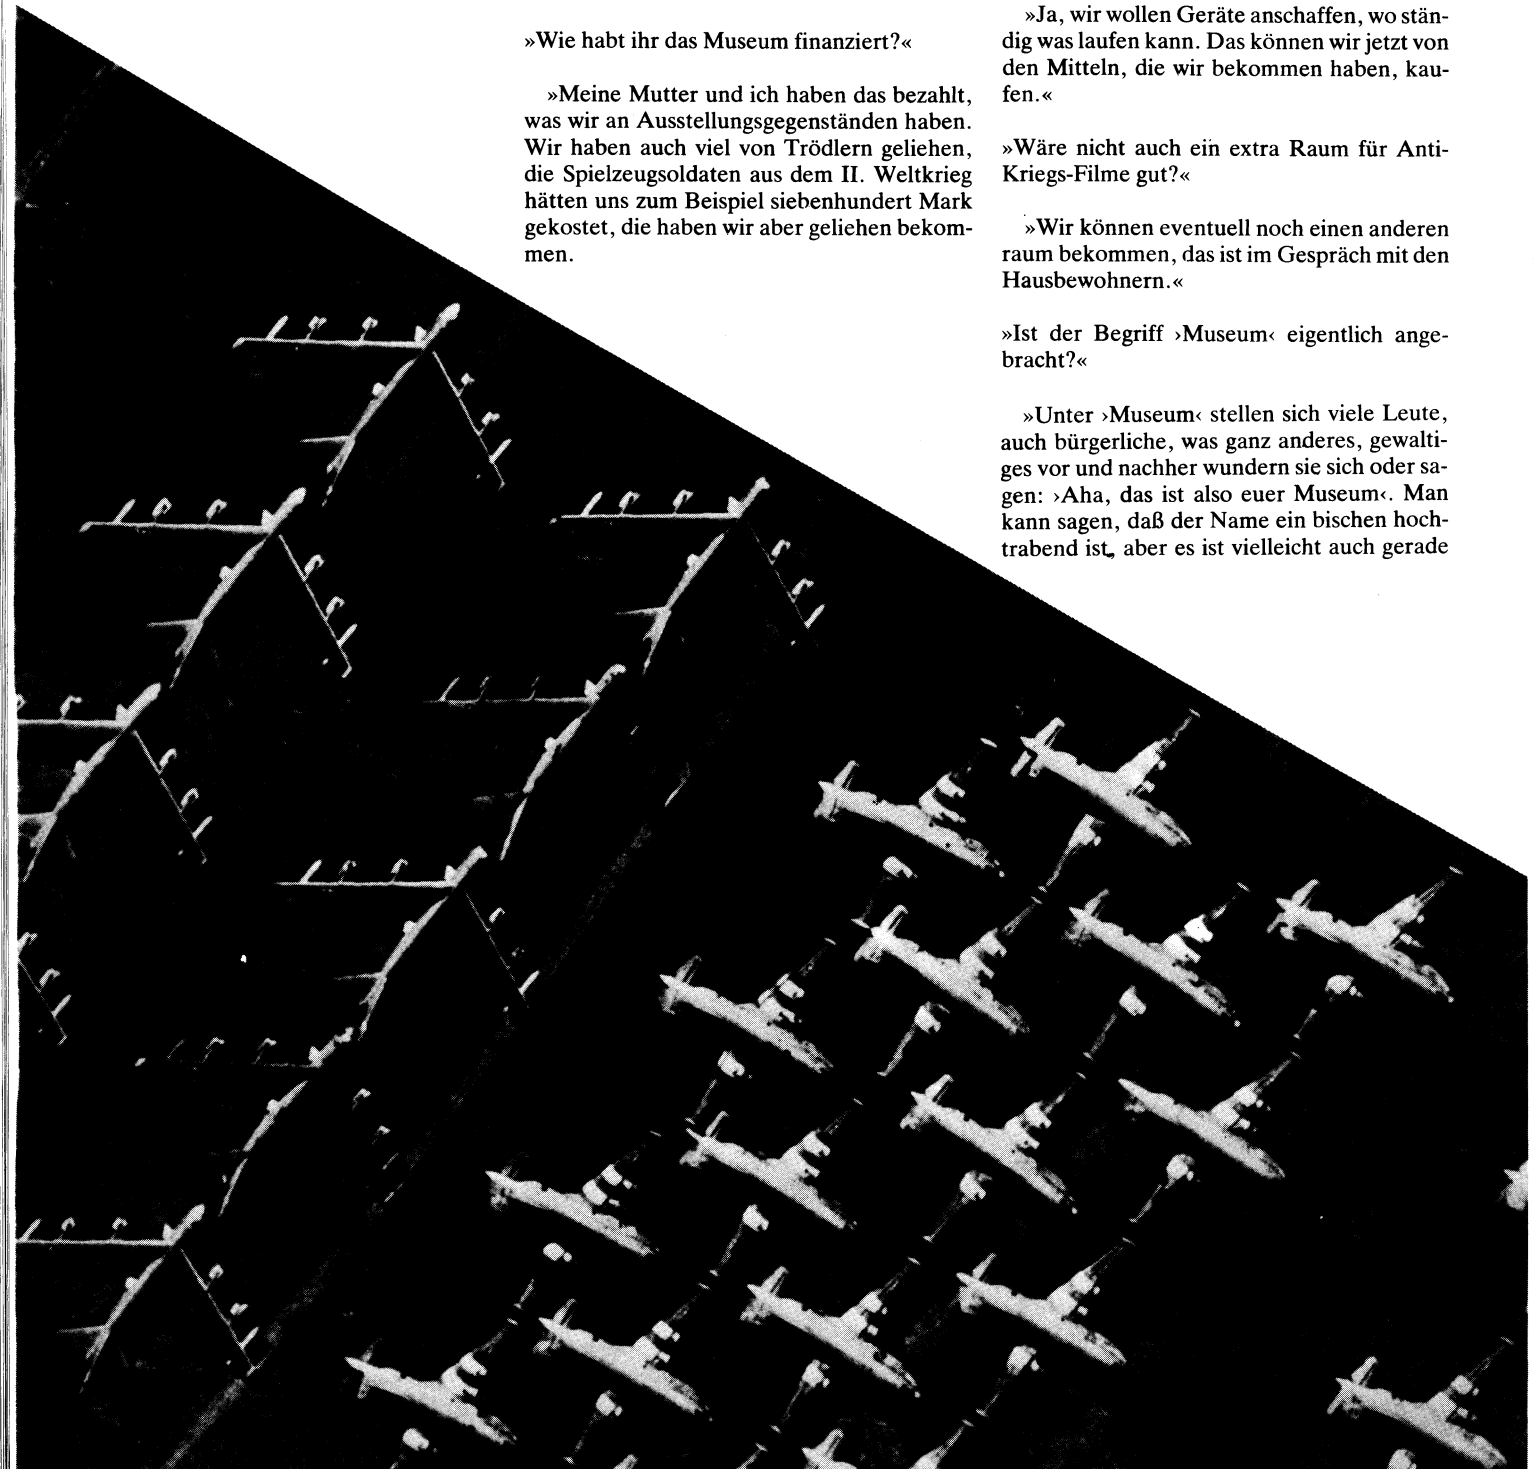 »Wie habt ihr das Museum finanziert?«
»Meine Mutter und ich haben das bezahlt,
was wir an Ausstellungsgegenständen haben.
Wir haben auch viel von Trödlern geliehen,
die Spielzeugsoldaten aus dem II. Weltkrieg
hätten uns zum Beispiel siebenhundert Mark
gekostet, die haben wir aber geliehen bekom-
men.
»Ja, wir wollen Geräte anschaffen, wo stän-
dig was laufen kann. Das können wir jetzt von
den Mitteln, die wir bekommen haben, kau-
fen.«
»Wäre nicht auch ein extra Raum für Anti-
Kriegs-Filme gut?«
»Wir können eventuell noch einen anderen
raum bekommen, das ist im Gespräch mit den
Hausbewohnern.«
»Ist der Begriff ›Museum‹ eigentlich ange-
bracht?«
»Unter ›Museum‹ stellen sich viele Leute,
auch bürgerliche, was ganz anderes, gewalti-
ges vor und nachher wundern sie sich oder sa-
gen: ›Aha, das ist also euer Museum‹. Man
kann sagen, daß der Name ein bischen hoch-
trabend ist, aber es ist vielleicht auch gerade